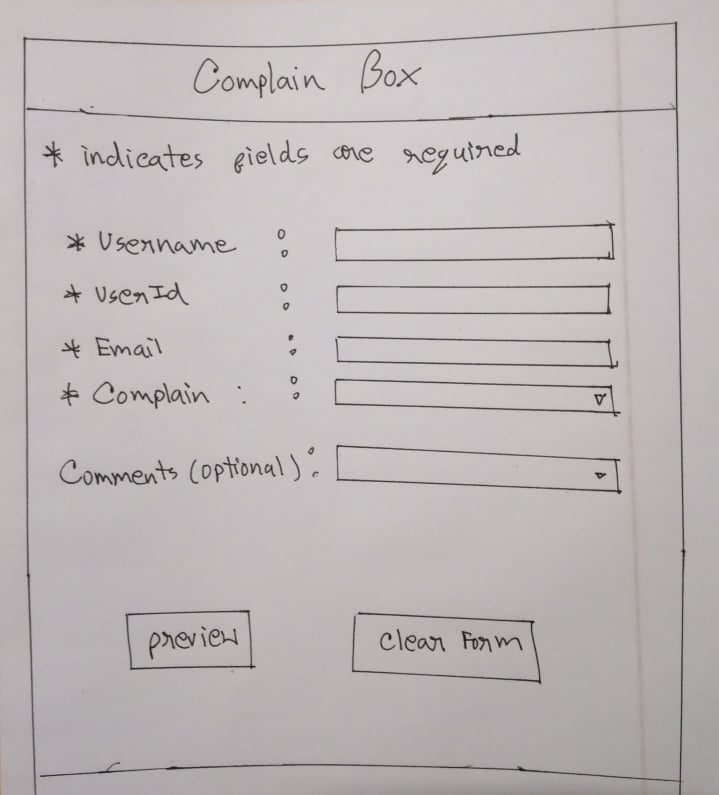 Complain Box
* indicates fields are required
* Username :
* UserId :
* Email :
* Complain : :
Comments (optional) :
preview
Clear Form